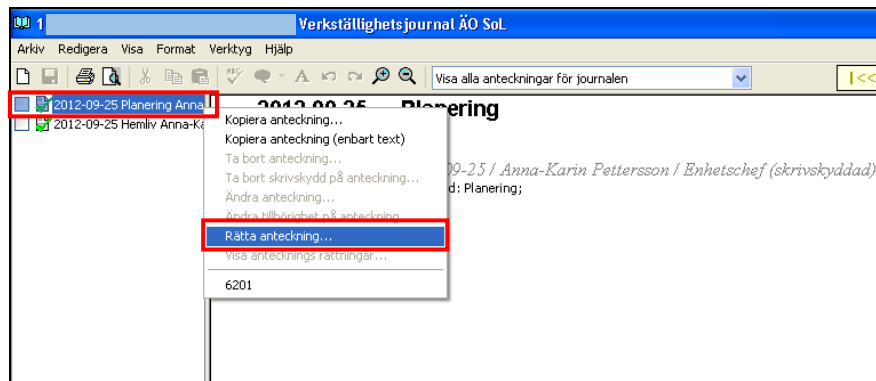 1 Verkställighetsjournal ÄO SoL
Arkiv Redigera Visa Format Verktyg Hjälp
Visa alla anteckningar för journalen
2012-09-25 Planering Anna
2012-09-25 Hemliv Anna-Ka
2012-09-25 Planering
09-25 / Anna-Karin Pettersson / Enhetschef (skrivskyddad)
d: Planering;
Kopiera anteckning...
Kopiera anteckning (enbart text)
Ta bort anteckning...
Ta bort skrivskydd på anteckning...
Ändra anteckning...
Ändra tillhörighet på anteckning...
Rätta anteckning...
Visa antecknings rättningar...
6201